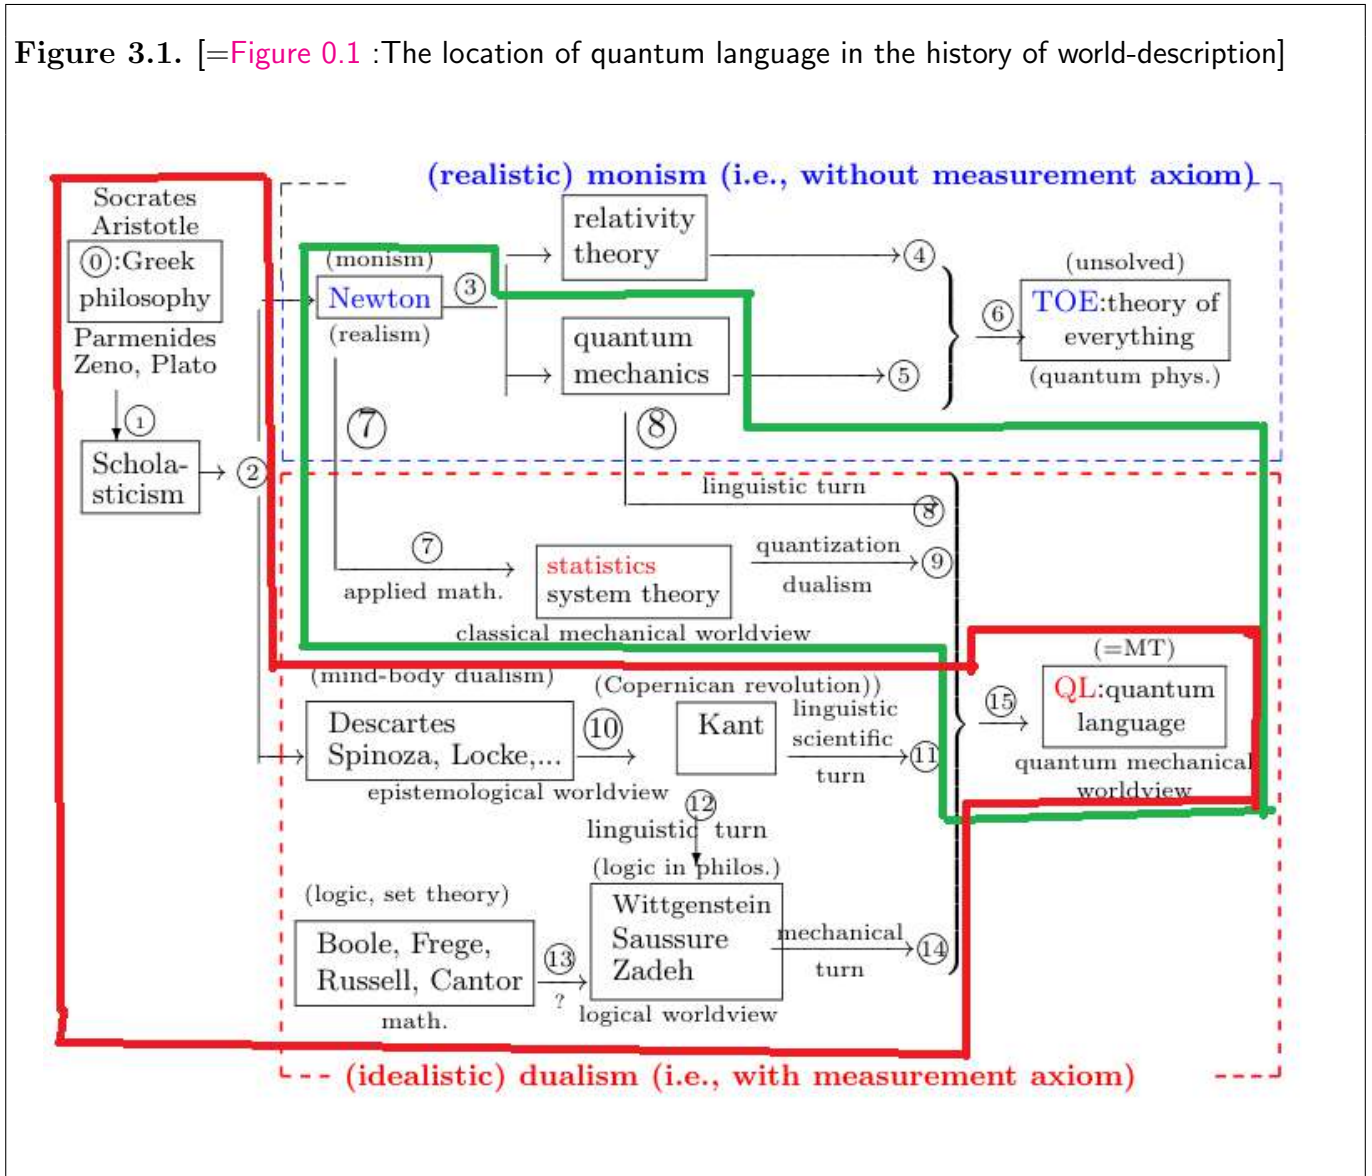 Figure 3.1. [=Figure 0.1 :The location of quantum language in the history of world-description]
(realistic) monism (i.e., without measurement axiom)
Socrates
Aristotle
⓪:Greek
philosophy
Parmenides
Zeno, Plato
①
Schola-
sticism
②
(monism)
Newton
(realism)
③
relativity
theory
④
quantum
mechanics
⑤
⑥
(unsolved)
TOE:theory of
everything
(quantum phys.)
⑦
⑧
linguistic turn
⑧
⑦
applied math.
statistics
system theory
quantization
dualism
⑨
classical mechanical worldview
(mind-body dualism)
Descartes
Spinoza, Locke,...
⑩
epistemological worldview
(Copernican revolution))
Kant
linguistic
scientific
turn
⑪
⑫
linguistic turn
(logic in philos.)
(logic, set theory)
Boole, Frege,
Russell, Cantor
math.
⑬
?
Wittgenstein
Saussure
Zadeh
logical worldview
mechanical
turn
⑭
⑮
(=MT)
QL:quantum
language
quantum mechanical
worldview
(idealistic) dualism (i.e., with measurement axiom)